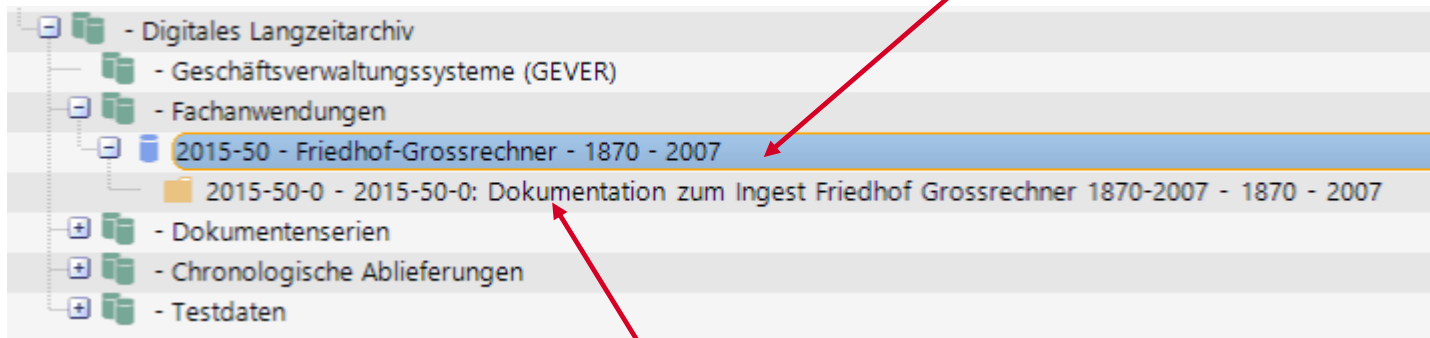 - Digitales Langzeitarchiv
- Geschäftsverwaltungssysteme (GEVER)
- Fachanwendungen
2015-50 - Friedhof-Grossrechner - 1870 - 2007
2015-50-0 - 2015-50-0: Dokumentation zum Ingest Friedhof Grossrechner 1870-2007 - 1870 - 2007
- Dokumentenserien
- Chronologische Ablieferungen
- Testdaten